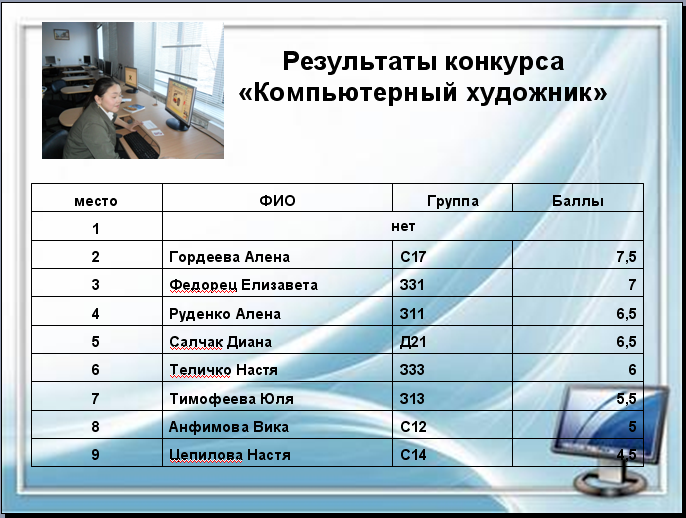 Результаты конкурса
«Компьютерный художник»
место ФИО Группа Баллы
1 нет
2 Гордеева Алена С17 7,5
3 Федорец Елизавета З31 7
4 Руденко Алена З11 6,5
5 Салчак Диана Д21 6,5
6 Теличко Настя З33 6
7 Тимофеева Юля З13 5,5
8 Анфимова Вика С12 5
9 Цепилова Настя С14 4,5